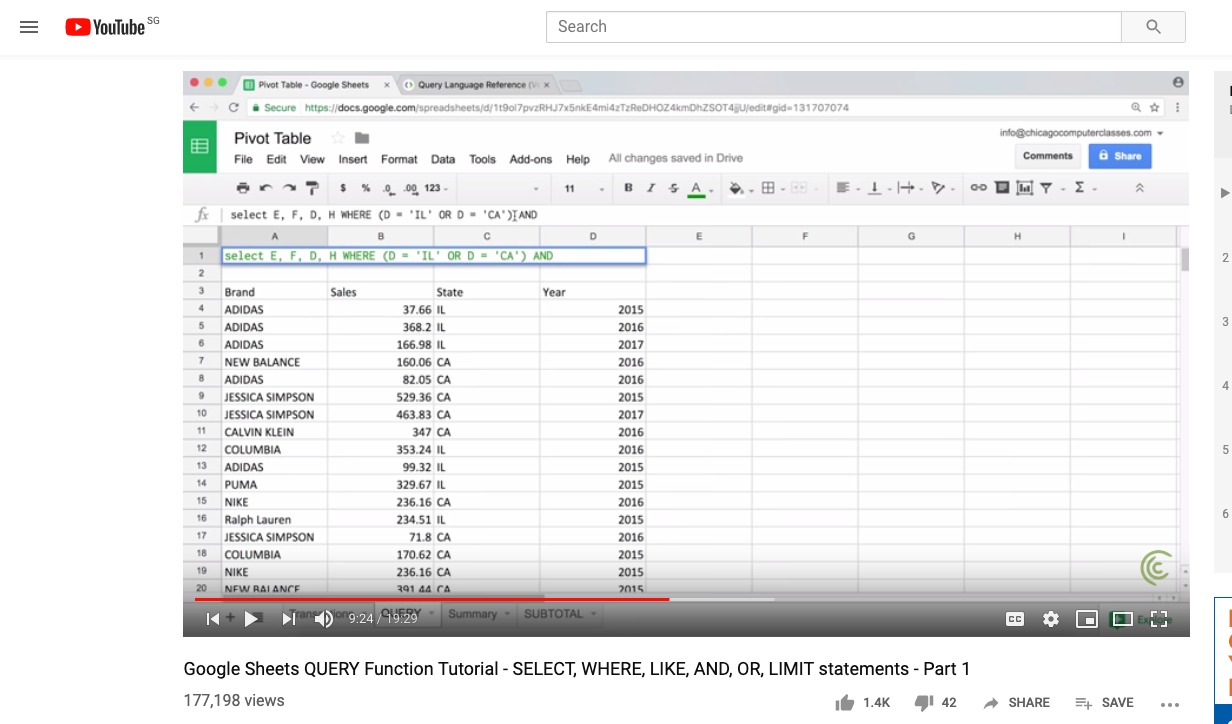 YouTube SG
Search
Pivot Table - Google Sheets × Query Language Reference (V ×
Secure https://docs.google.com/spreadsheets/d/1t9ol7pvzRHJ7x5nkE4mi4zTzReDHOZ4kmDhZSOT4jjU/edit#gid=131707074
Pivot Table
info@chicagocomputerclasses.com
File Edit View Insert Format Data Tools Add-ons Help All changes saved in Drive
Comments Share
$ % .0 .00 123 11 B I S A Σ
fx select E, F, D, H WHERE (D = 'IL' OR D = 'CA') AND
A B C D E F G H I
1 select E, F, D, H WHERE (D = 'IL' OR D = 'CA') AND
2
3 Brand Sales State Year
4 ADIDAS 37.66 IL 2015
5 ADIDAS 368.2 IL 2016
6 ADIDAS 166.98 IL 2017
7 NEW BALANCE 160.06 CA 2016
8 ADIDAS 82.05 CA 2016
9 JESSICA SIMPSON 529.36 CA 2015
10 JESSICA SIMPSON 463.83 CA 2017
11 CALVIN KLEIN 347 CA 2016
12 COLUMBIA 353.24 IL 2016
13 ADIDAS 99.32 IL 2015
14 PUMA 329.67 IL 2015
15 NIKE 236.16 CA 2016
16 Ralph Lauren 234.51 IL 2015
17 JESSICA SIMPSON 71.8 CA 2016
18 COLUMBIA 170.62 CA 2015
19 NIKE 236.16 CA 2015
20 NEW BALANCE 391.44 CA 2015
QUERY Summary SUBTOTAL
9:24 / 19:29 CC
Google Sheets QUERY Function Tutorial - SELECT, WHERE, LIKE, AND, OR, LIMIT statements - Part 1
177,198 views
1.4K 42 SHARE SAVE
2
3
4
5
6